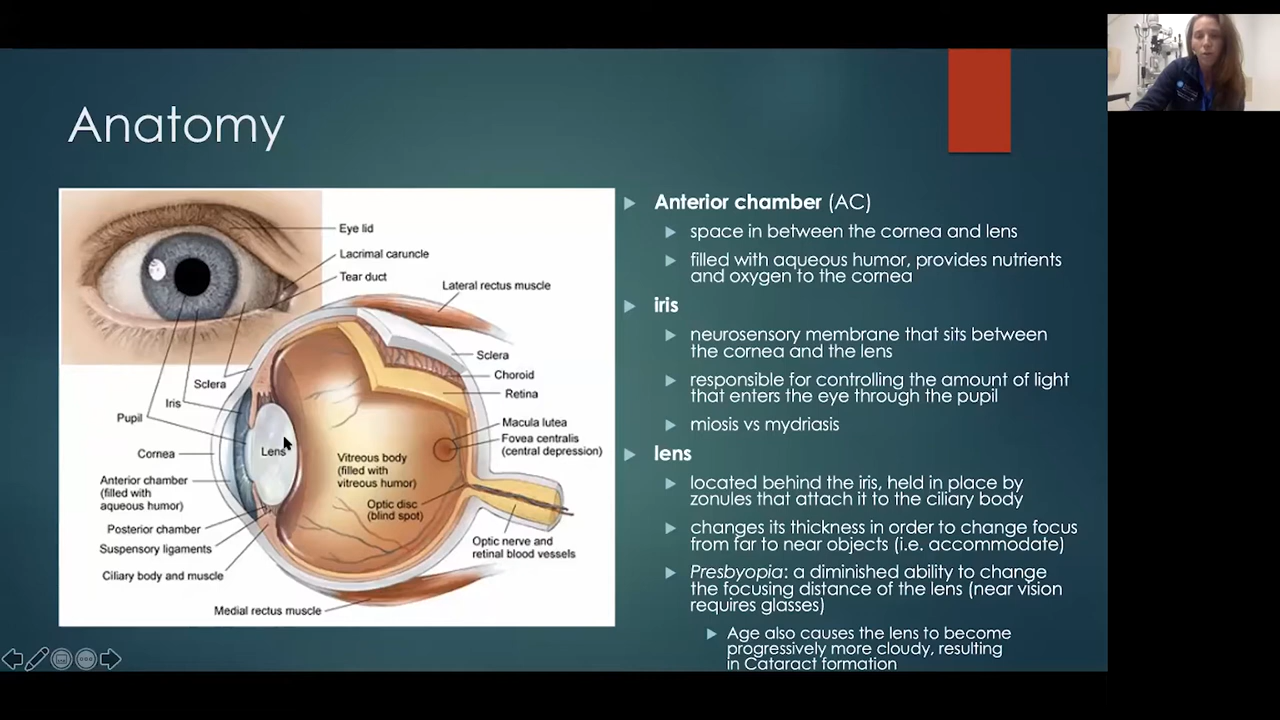 Anatomy
Eye lid
Lacrimal caruncle
Tear duct
Lateral rectus muscle
Sclera
Choroid
Retina
Macula lutea
Fovea centralis
(central depression)
Sclera
Iris
Pupil
Cornea
Lens
Anterior chamber
(filled with
aqueous humor)
Vitreous body
(filled with
vitreous humor)
Optic disc
(blind spot)
Posterior chamber
Suspensory ligaments
Ciliary body and muscle
Optic nerve and
retinal blood vessels
Medial rectus muscle
Anterior chamber (AC)
space in between the cornea and lens
filled with aqueous humor, provides nutrients
and oxygen to the cornea
iris
neurosensory membrane that sits between
the cornea and the lens
responsible for controlling the amount of light
that enters the eye through the pupil
miosis vs mydriasis
lens
located behind the iris, held in place by
zonules that attach it to the ciliary body
changes its thickness in order to change focus
from far to near objects (i.e. accommodate)
Presbyopia: a diminished ability to change
the focusing distance of the lens (near vision
requires glasses)
Age also causes the lens to become
progressively more cloudy, resulting
in Cataract formation